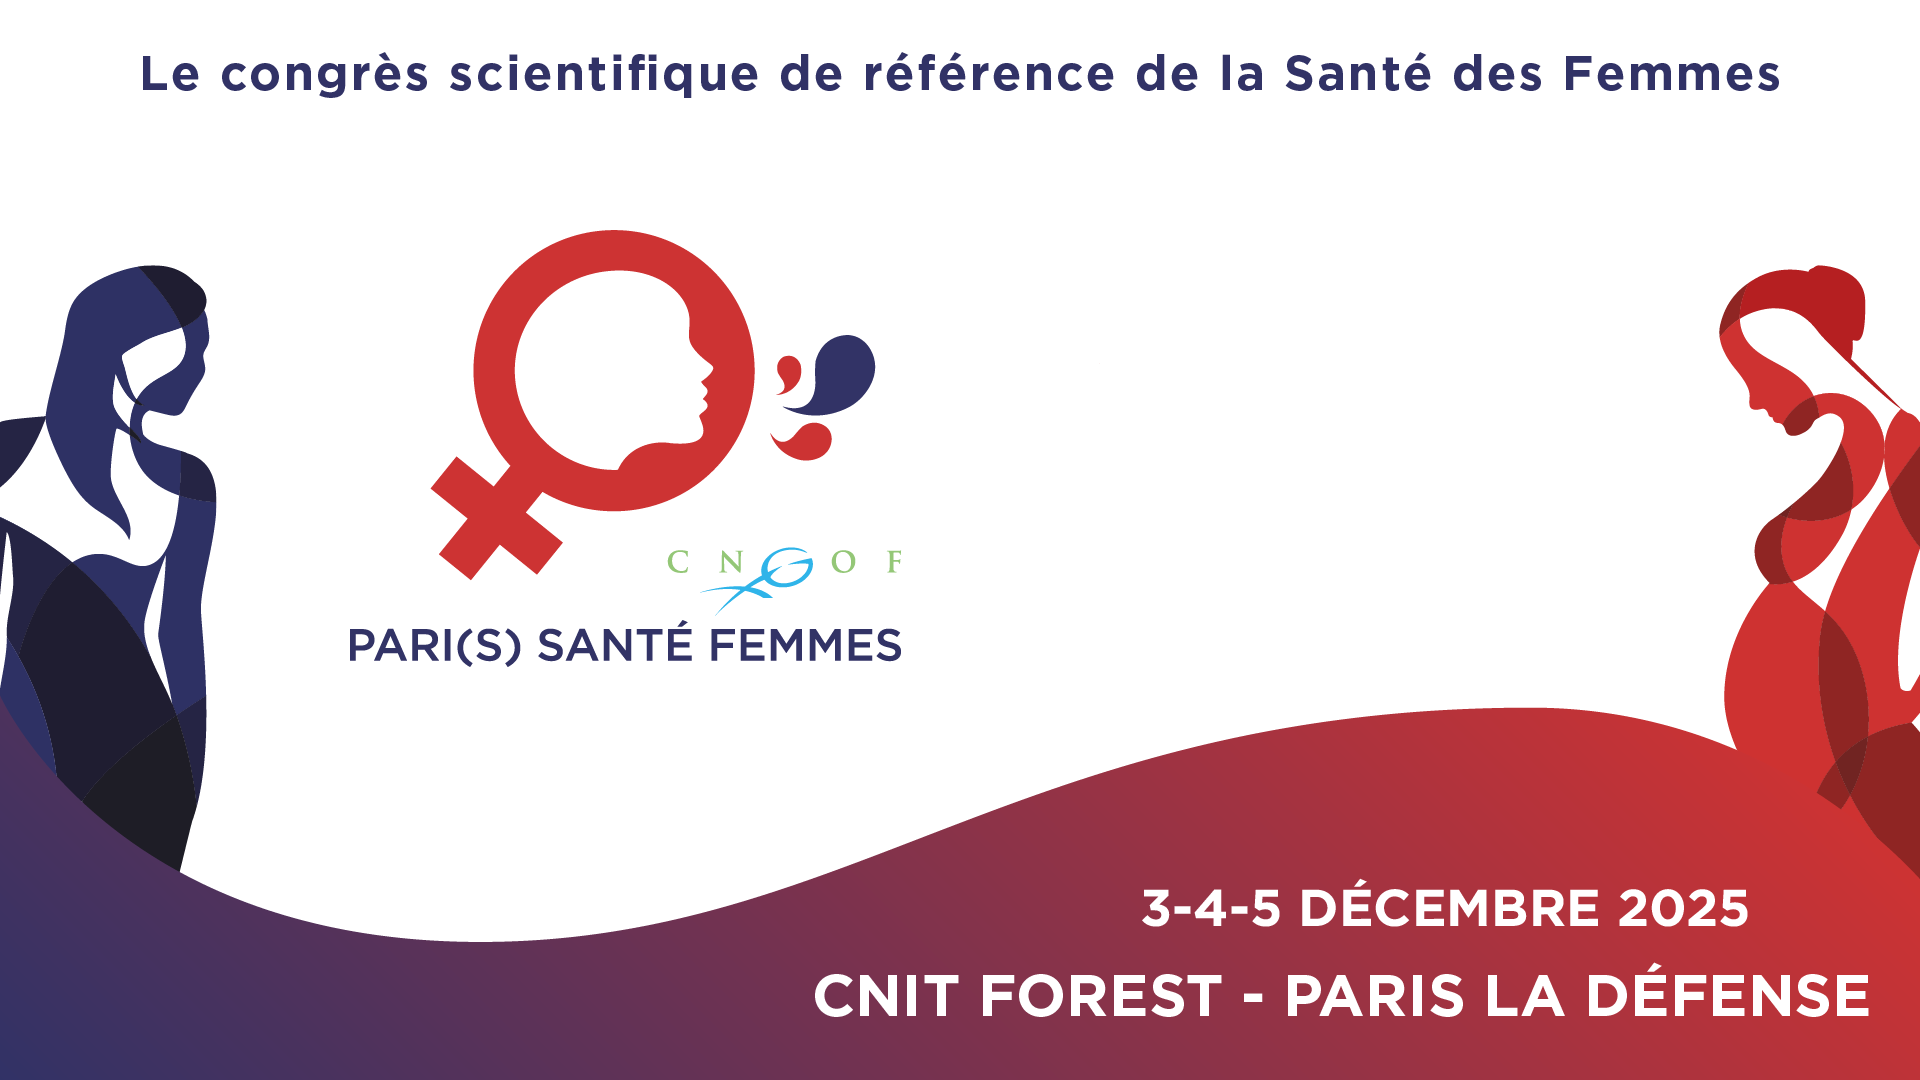 Le congrès scientifique de référence de la Santé des Femmes
CNGOF
PARI(S) SANTÉ FEMMES
3-4-5 DÉCEMBRE 2025
CNIT FOREST - PARIS LA DÉFENSE